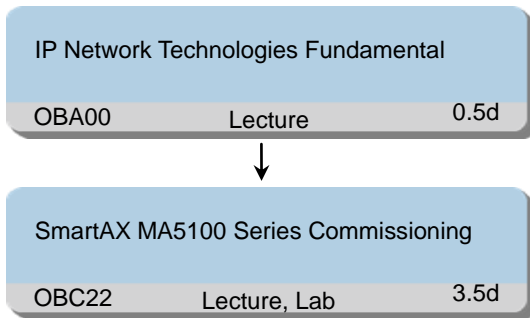 IP Network Technologies Fundamental
OBA00 Lecture 0.5d
SmartAX MA5100 Series Commissioning
OBC22 Lecture, Lab 3.5d